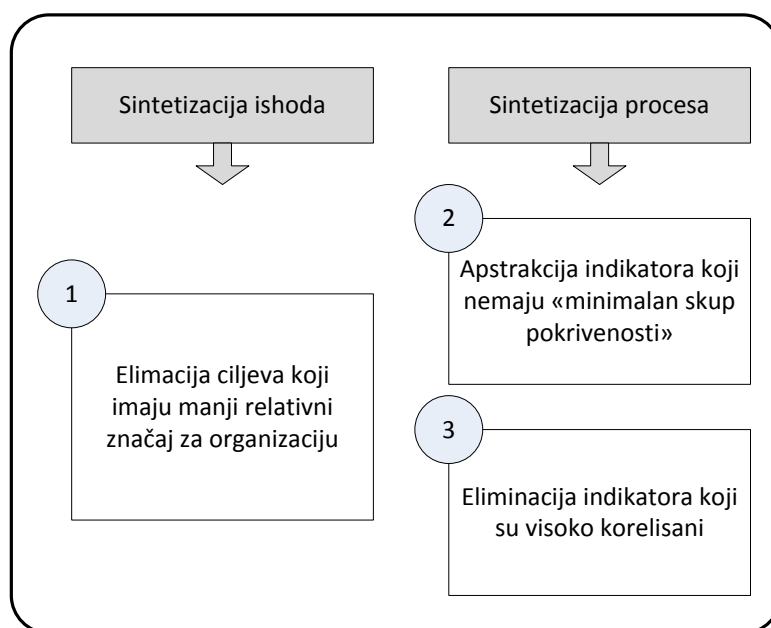 Sintetizacija ishoda
Sintetizacija procesa
1
Elimacija ciljeva koji
imaju manji relativni
značaj za organizaciju
2
Apstrakcija indikatora koji
nemaju «minimalan skup
pokrivenosti»
3
Eliminacija indikatora koji
su visoko korelisani